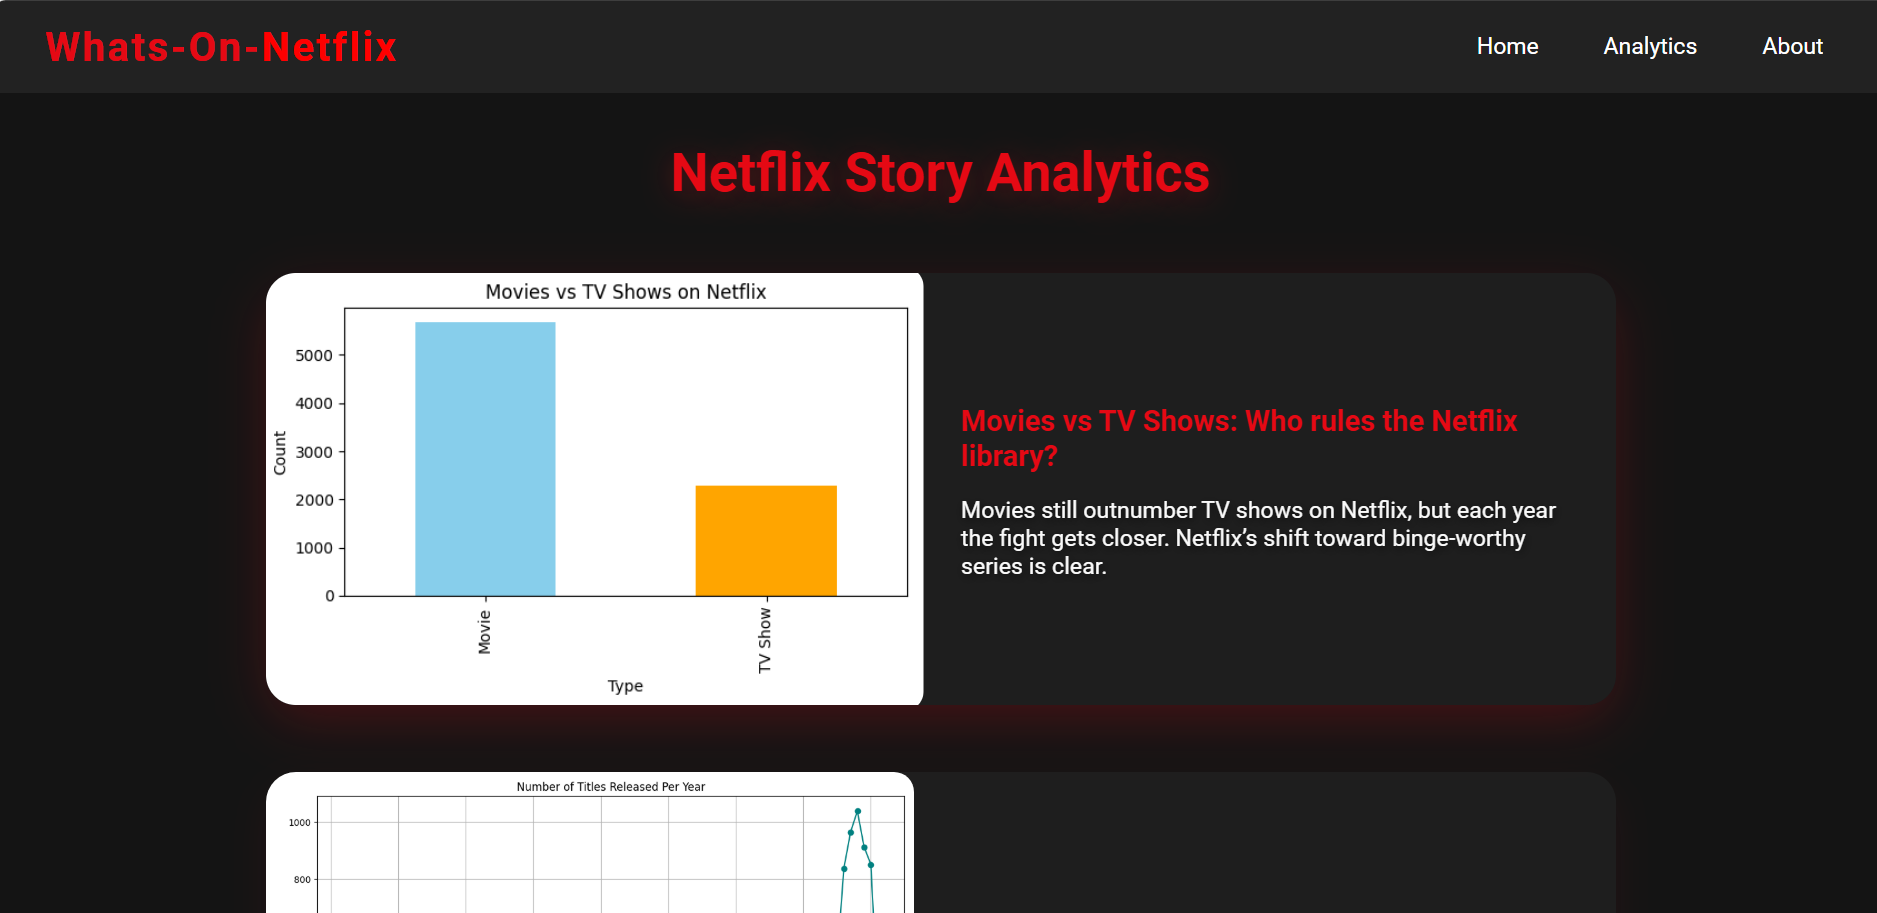 Whats-On-Netflix
Home
Analytics
About
Netflix Story Analytics
Movies vs TV Shows on Netflix
5000
4000
3000
2000
1000
0
Count
Movie
TV Show
Type
Movies vs TV Shows: Who rules the Netflix
library?
Movies still outnumber TV shows on Netflix, but each year
the fight gets closer. Netflix’s shift toward binge-worthy
series is clear.
Number of Titles Released Per Year
1000
800